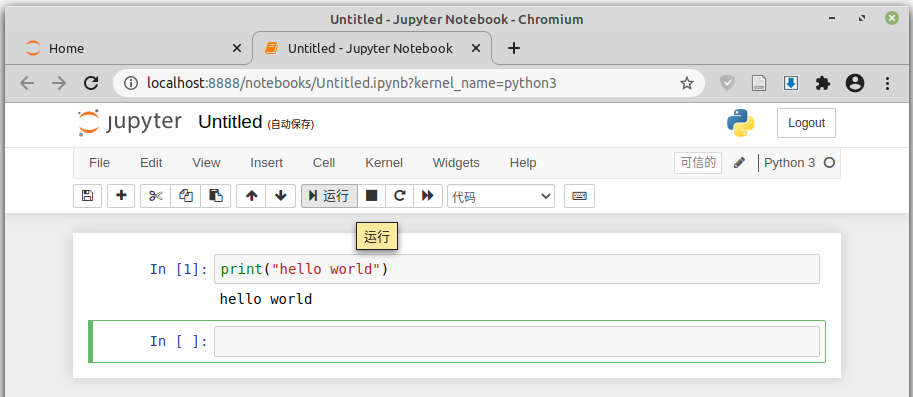 Untitled - Jupyter Notebook - Chromium
Home
Untitled - Jupyter Notebook
localhost:8888/notebooks/Untitled.ipynb?kernel_name=python3
jupyter Untitled (自动保存)
Logout
File Edit View Insert Cell Kernel Widgets Help 可信的 Python 3
运行 代码
运行
In [1]: print("hello world")
hello world
In [ ]: